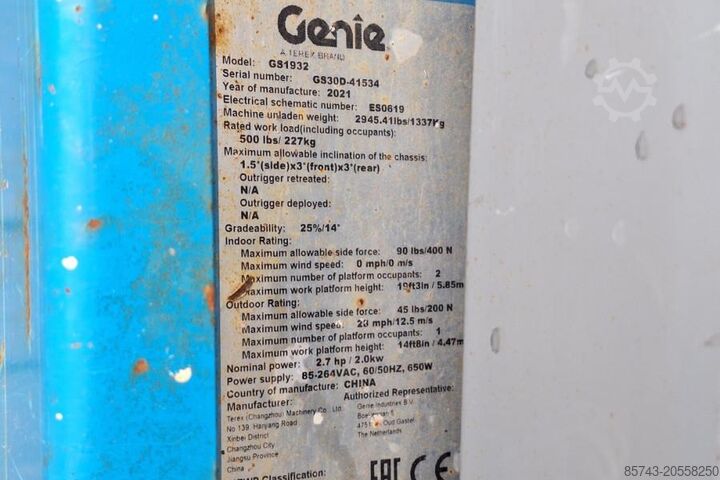 Genie
A TEREX BRAND
Model: GS1932
Serial number: GS30D-41534
Year of manufacture: 2021
Electrical schematic number: ES0619
Machine unladen weight: 2945.41lbs/1337Kg
Rated work load(including occupants):
500 lbs/ 227kg
Maximum allowable inclination of the chassis:
1.5°(side)x3°(front)x3°(rear)
Outrigger retreated:
N/A
Outrigger deployed:
N/A
Gradeability: 25%/14°
Indoor Rating:
Maximum allowable side force: 90 lbs/400 N
Maximum wind speed: 0 mph/0 m/s
Maximum number of platform occupants: 2
Maximum work platform height: 19ft3in / 5.85m
Outdoor Rating:
Maximum allowable side force: 45 lbs/200 N
Maximum wind speed: 28 mph/12.5 m/s
Maximum number of platform occupants: 1
Maximum work platform height: 14ft8in / 4.47m
Nominal power: 2.7 hp / 2.0kw
Power supply: 85-264VAC, 60/50HZ, 650W
Country of manufacture: CHINA
Manufacturer: Authorized Representative:
Terex (Changzhou) Machinery Co., Ltd. Genie Industries B.V.
No 139, Hanjiang Road
Xinbei District 4751 Oud Gastel
Changzhou City The Netherlands
Jiangsu Province
China
Classification:
EAC CE
85743-20558250